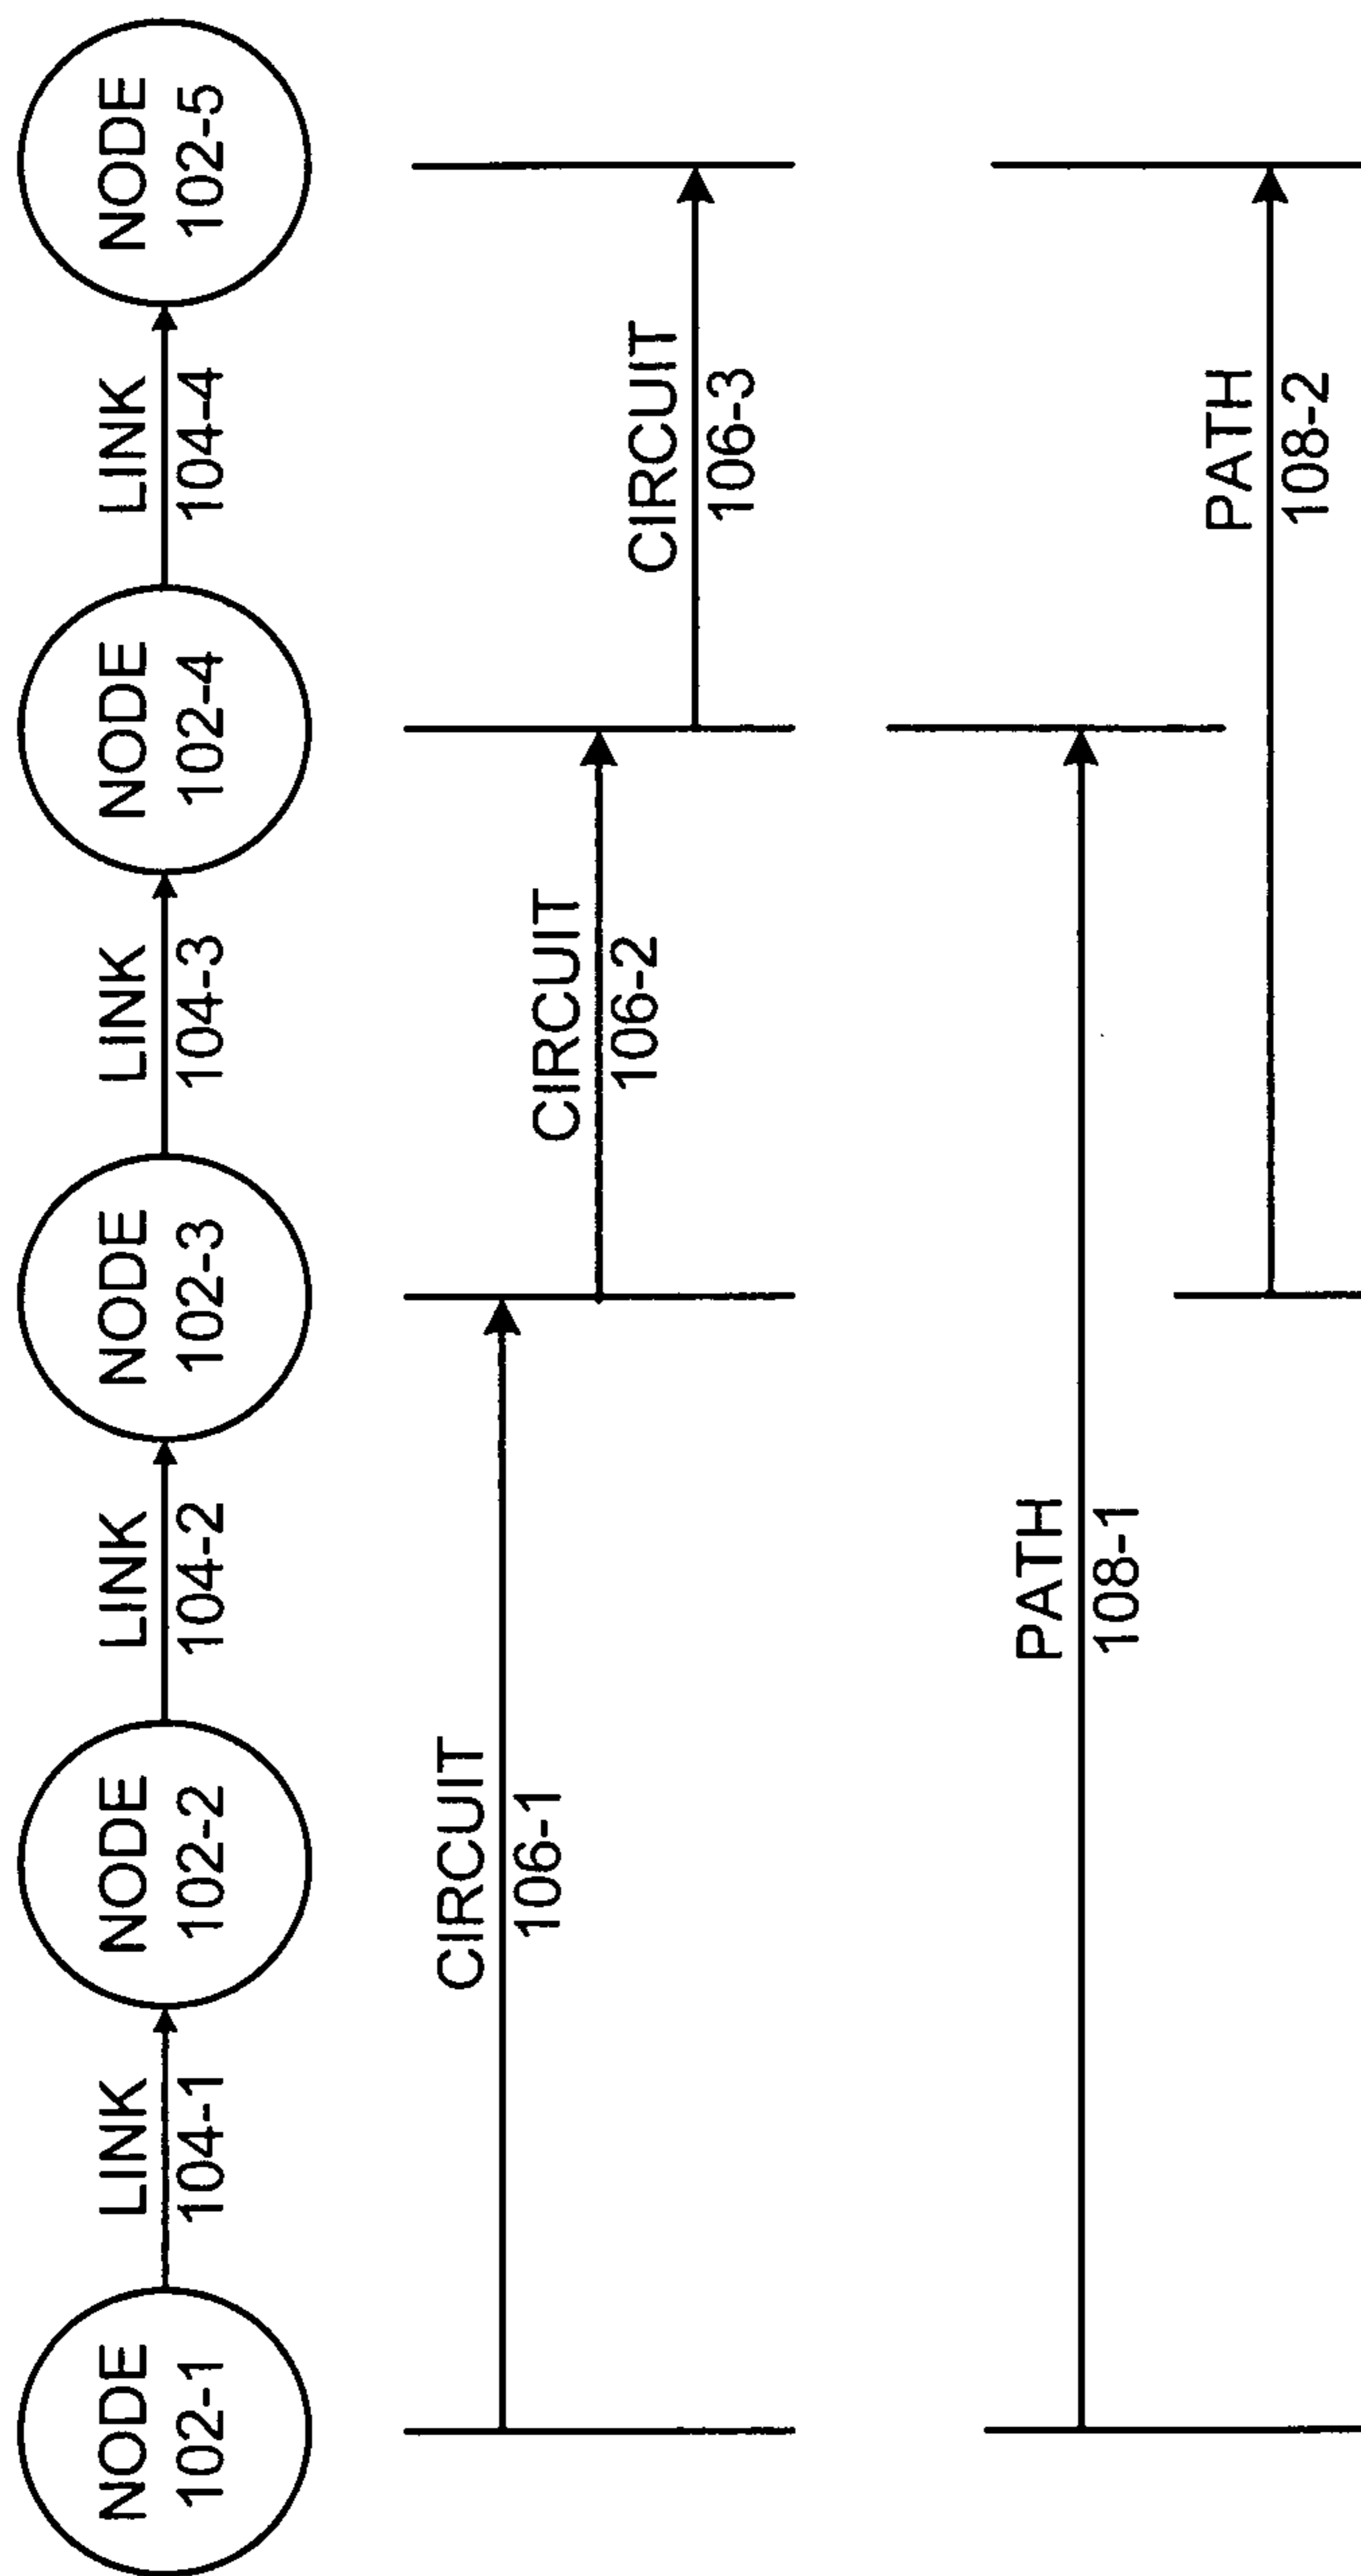 NODE
102-1
LINK
104-1
NODE
102-2
LINK
104-2
NODE
102-3
LINK
104-3
NODE
102-4
LINK
104-4
NODE
102-5
CIRCUIT
106-1
CIRCUIT
106-2
CIRCUIT
106-3
PATH
108-1
PATH
108-2